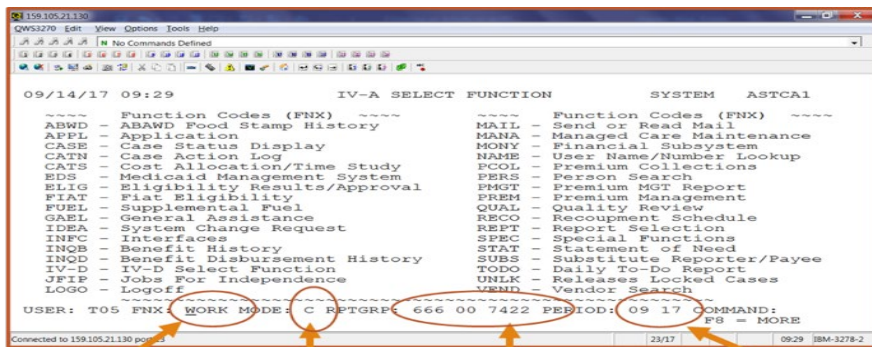 159.105.21.130
QWS3270 Edit View Options Tools Help
N No Commands Defined
09/14/17 09:29 IV-A SELECT FUNCTION SYSTEM ASTCA1
~~~~ Function Codes (FNX) ~~~~ ~~~~ Function Codes (FNX) ~~~~
ABWD - ABAWD Food Stamp History MAIL - Send or Read Mail
APPL - Application MANA - Managed Care Maintenance
CASE - Case Status Display MONY - Financial Subsystem
CATN - Case Action Log NAME - User Name/Number Lookup
CATS - Cost Allocation/Time Study PCOL - Premium Collections
EDS - Medicaid Management System PERS - Person Search
ELIG - Eligibility Results/Approval PMGT - Premium MGT Report
FIAT - Fiat Eligibility PREM - Premium Management
FUEL - Supplemental Fuel QUAL - Quality Review
GAEL - General Assistance RECO - Recoupment Schedule
IDEA - System Change Request REPT - Report Selection
INFC - Interfaces SPEC - Special Functions
INQB - Benefit History STAT - Statement of Need
INQD - Benefit Disbursement History SUBS - Substitute Reporter/Payee
IV-D - IV-D Select Function TODO - Daily To-Do Report
JFIP - Jobs For Independence UNLK - Releases Locked Cases
LOGO - Logoff VEND - Vendor Search
USER: T05 FNX: WORK MODE: C RPTGRP: 666 00 7422 PERIOD: 09 17 COMMAND:
F8 = MORE
Connected to 159.105.21.130 port 23 23/17 09:29 IBM-3278-2